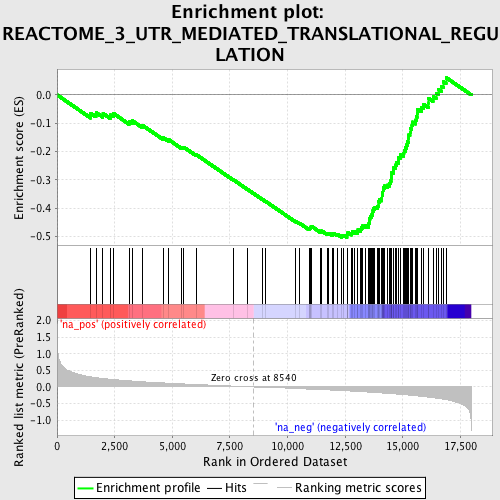 Enrichment plot:
REACTOME_3_UTR_MEDIATED_TRANSLATIONAL_REGU
LATION
Enrichment score (ES)
0.0
-0.1
-0.2
-0.3
-0.4
-0.5
'na_pos' (positively correlated)
Ranked list metric (PreRanked)
2.0
1.5
1.0
0.5
0.0
-0.5
-1.0
Zero cross at 8540
'na_neg' (negatively correlated)
0
2,500
5,000
7,500
10,000
12,500
15,000
17,500
Rank in Ordered Dataset
Enrichment profile
Hits
Ranking metric scores